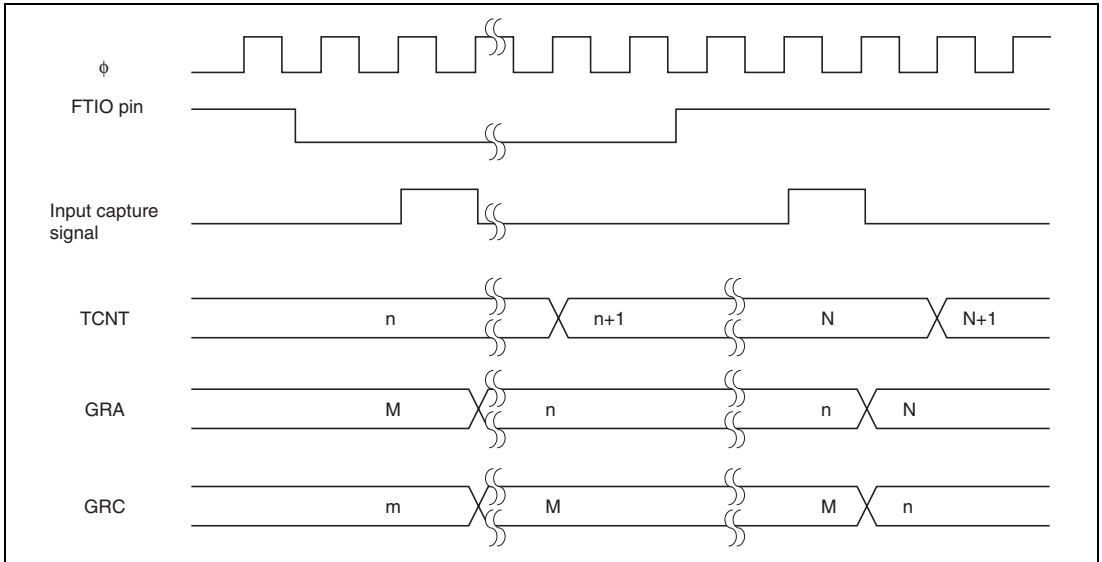 ϕ
FTIO pin
Input capture
signal
TCNT n n+1 N N+1
GRA M n n N
GRC m M M n